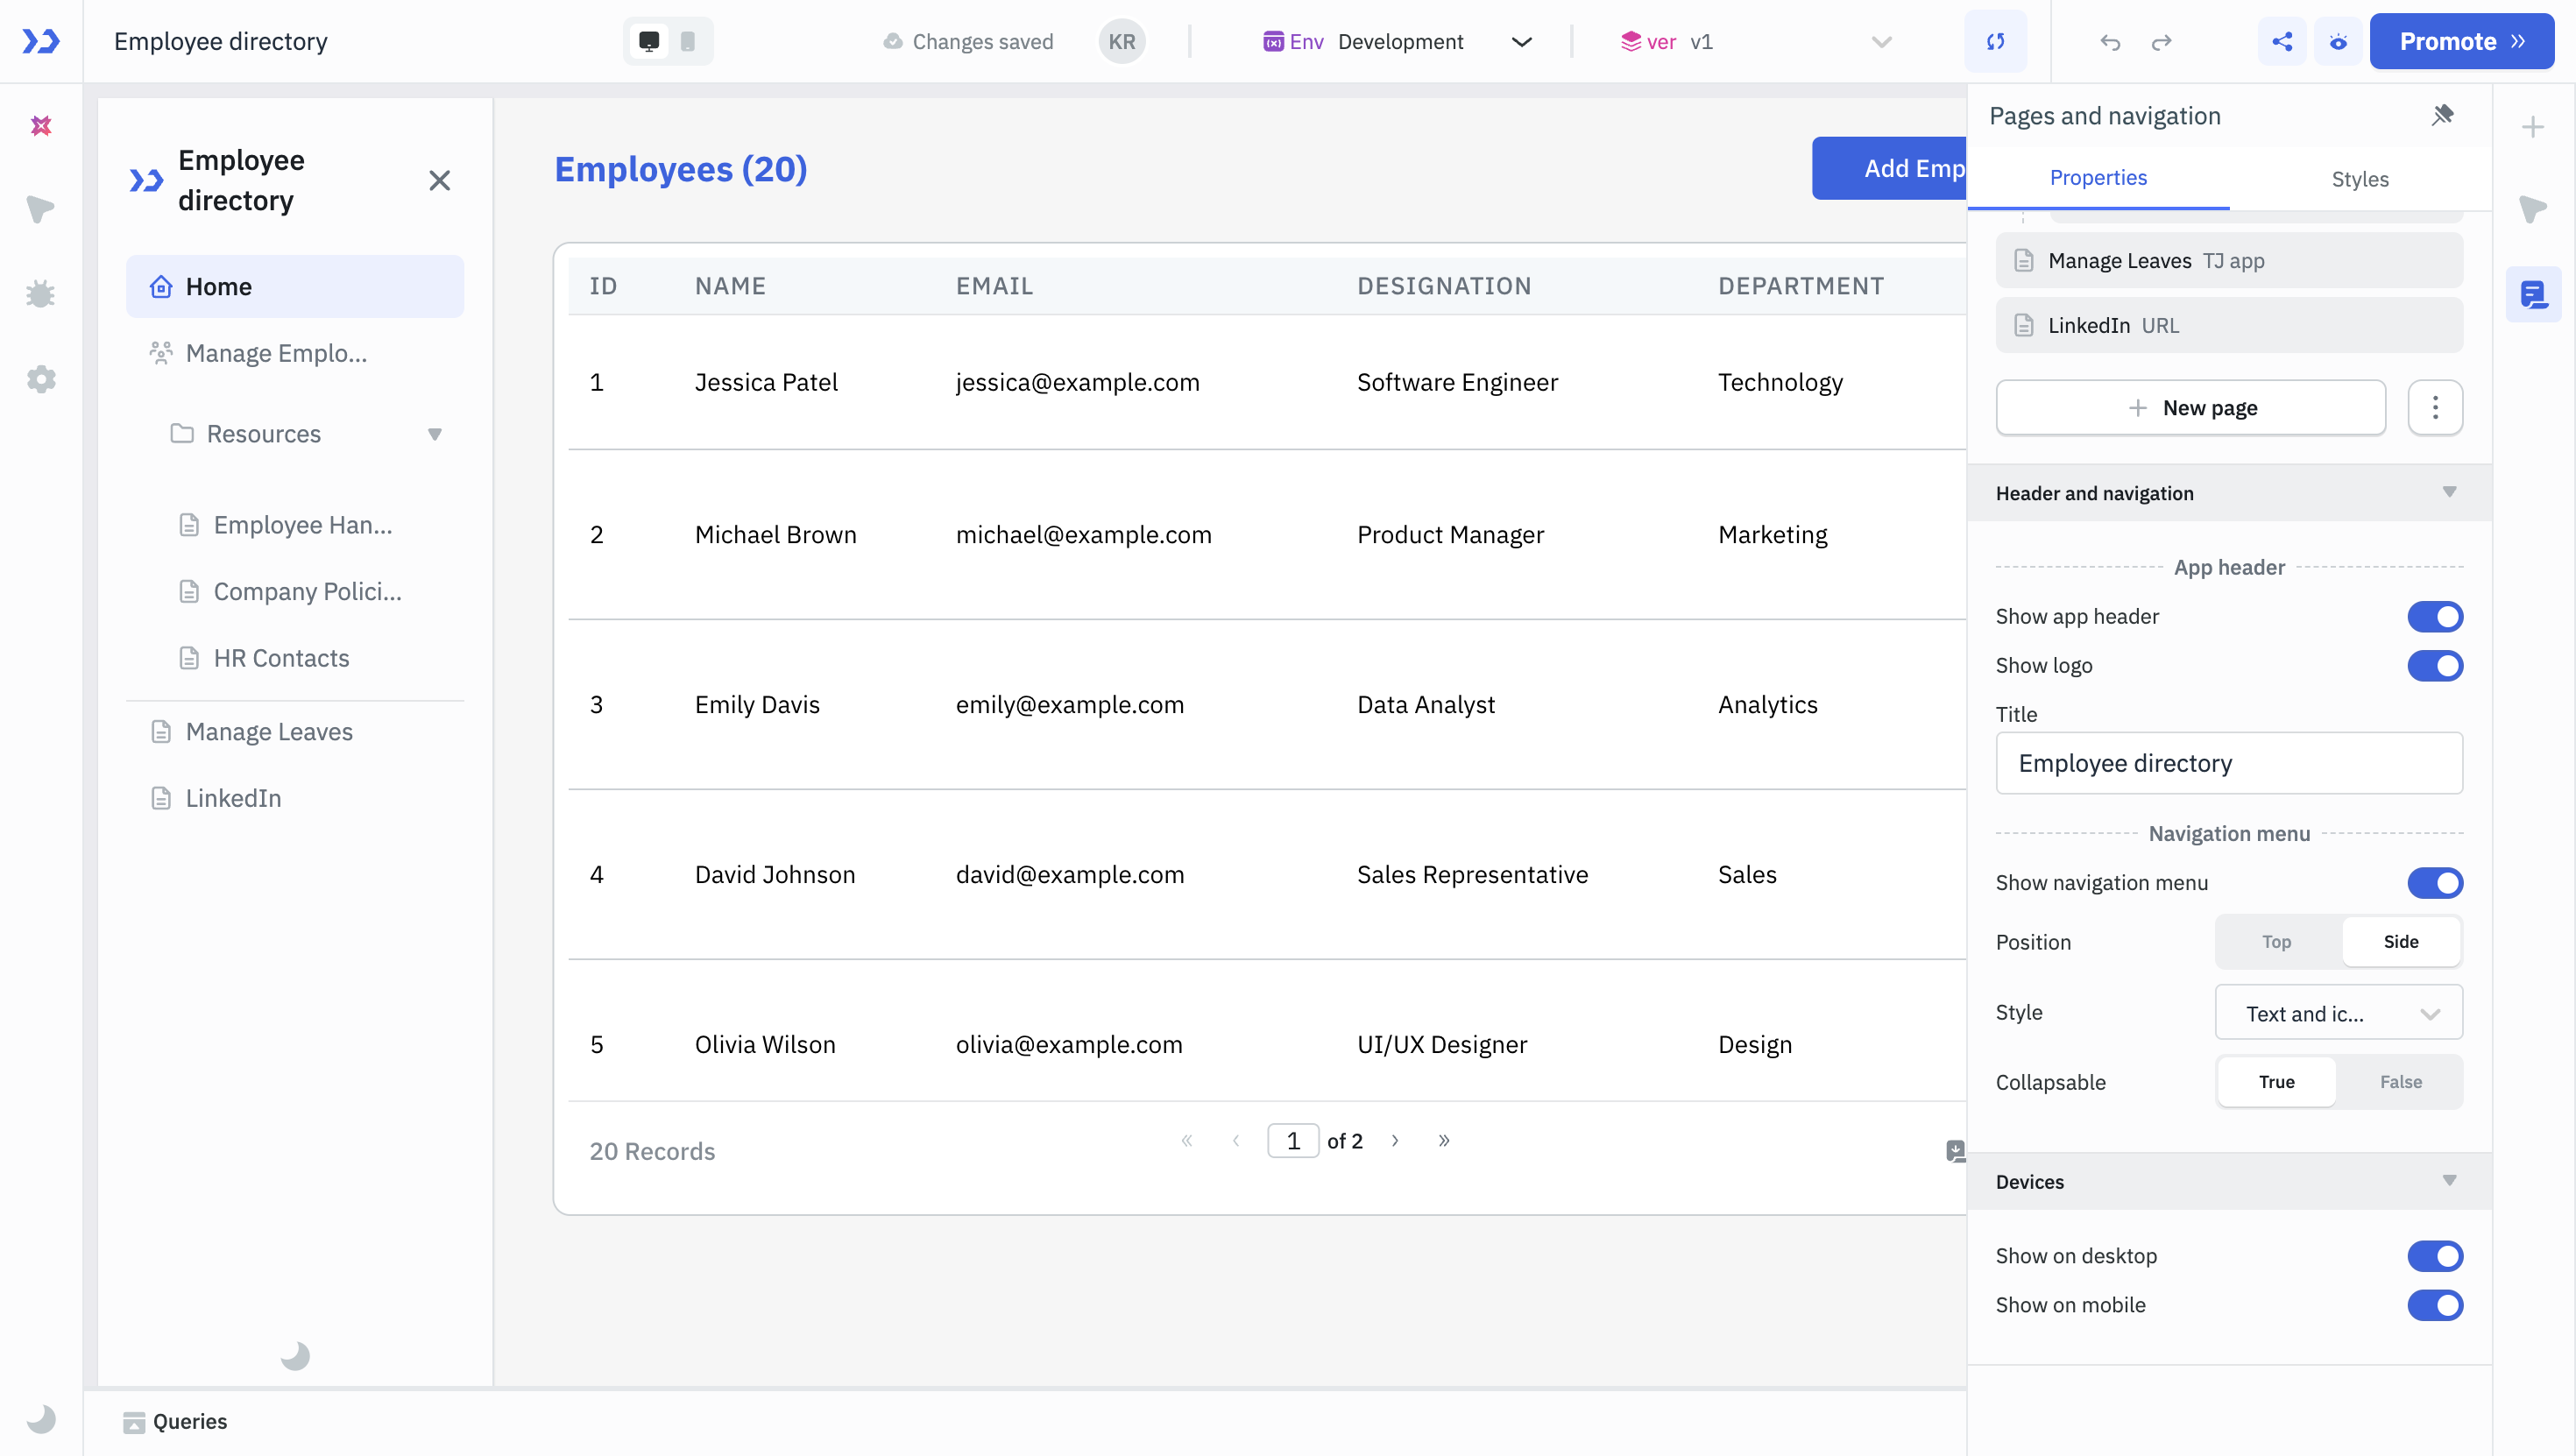 Employee directory
Changes saved
KR
Env Development
ver v1
Promote
Employee
directory
Home
Manage Emplo...
Resources
Employee Han...
Company Polici...
HR Contacts
Manage Leaves
LinkedIn
Employees (20)
Add Emp
ID NAME EMAIL DESIGNATION DEPARTMENT
1 Jessica Patel jessica@example.com Software Engineer Technology
2 Michael Brown michael@example.com Product Manager Marketing
3 Emily Davis emily@example.com Data Analyst Analytics
4 David Johnson david@example.com Sales Representative Sales
5 Olivia Wilson olivia@example.com UI/UX Designer Design
20 Records
1 of 2
Queries
Pages and navigation
Properties Styles
Manage Leaves TJ app
LinkedIn URL
New page
Header and navigation
App header
Show app header
Show logo
Title
Employee directory
Navigation menu
Show navigation menu
Position Top Side
Style Text and ic...
Collapsable True False
Devices
Show on desktop
Show on mobile